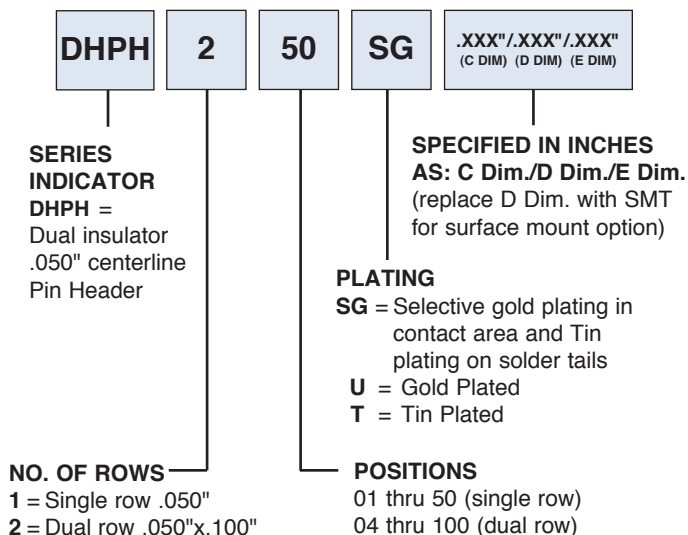 DHPH 2 50 SG .XXX"/.XXX"/.XXX"
(C DIM) (D DIM) (E DIM)
SERIES
INDICATOR
DHPH =
Dual insulator
.050" centerline
Pin Header
SPECIFIED IN INCHES
AS: C Dim./D Dim./E Dim.
(replace D Dim. with SMT
for surface mount option)
PLATING
SG = Selective gold plating in
contact area and Tin
plating on solder tails
U = Gold Plated
T = Tin Plated
NO. OF ROWS
1 = Single row .050"
2 = Dual row .050"x.100"
POSITIONS
01 thru 50 (single row)
04 thru 100 (dual row)